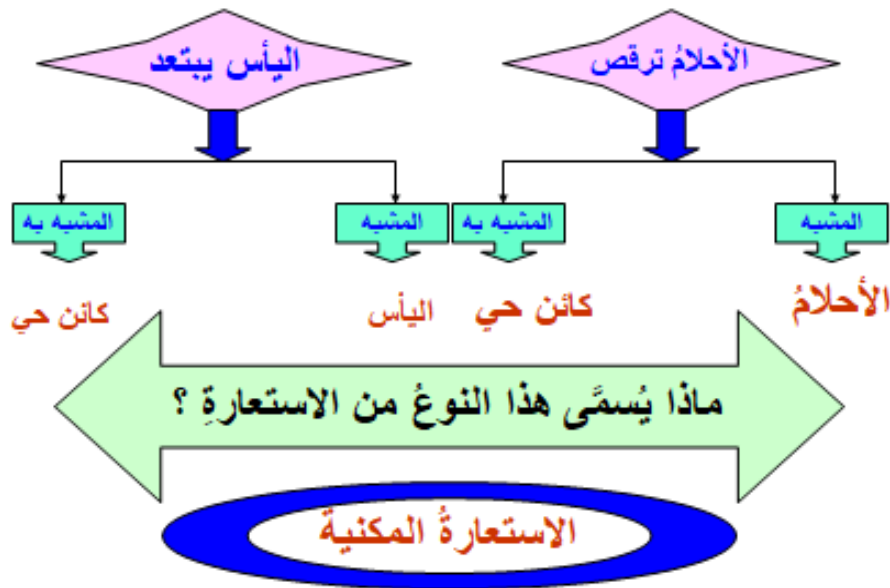 الأحلامُ ترقص
اليأس يبتعد
المشبه
المشبه به
المشبه
المشبه به
الأحلامُ
كائن حي
اليأس
كائن حي
ماذا يُسمَّى هذا النوعُ من الاستعارةِ ؟
الاستعارةُ المكنية